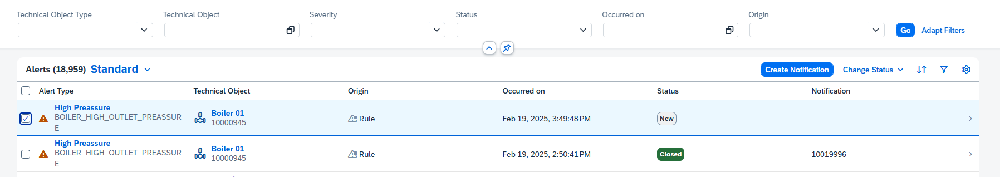 Technical Object Type
Technical Object
Severity
Status
Occurred on
Origin
Go
Adapt Filters
Alerts (18,959)
Standard
Create Notification
Change Status
Alert Type
Technical Object
Origin
Occurred on
Status
Notification
High Preassure
BOILER_HIGH_OUTLET_PREASSUR
E
Boiler 01
10000945
Rule
Feb 19, 2025, 3:49:48 PM
New
High Preassure
BOILER_HIGH_OUTLET_PREASSUR
E
Boiler 01
10000945
Rule
Feb 19, 2025, 2:50:41 PM
Closed
10019996